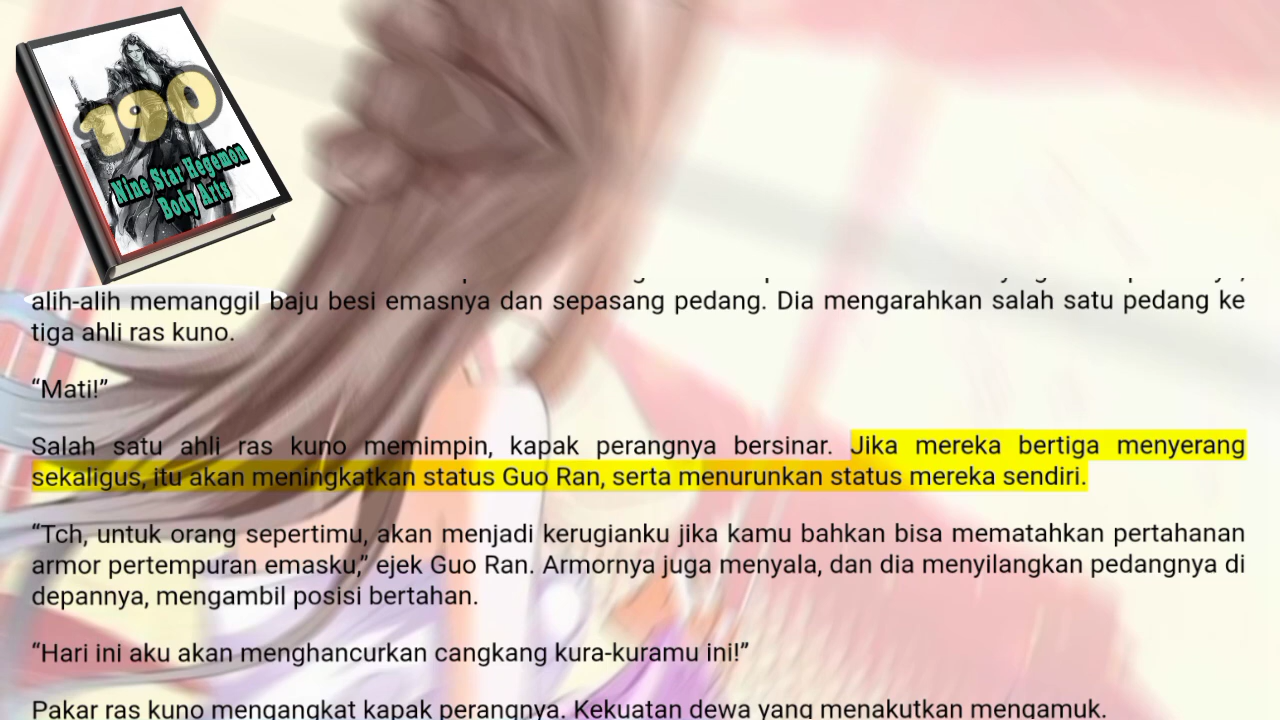 190
Nine Star Hegemon
Body Arts
alih-alih memanggil baju besi emasnya dan sepasang pedang. Dia mengarahkan salah satu pedang ke
tiga ahli ras kuno.
“Mati!”
Salah satu ahli ras kuno memimpin, kapak perangnya bersinar. Jika mereka bertiga menyerang
sekaligus, itu akan meningkatkan status Guo Ran, serta menurunkan status mereka sendiri.
“Tch, untuk orang sepertimu, akan menjadi kerugianku jika kamu bahkan bisa mematahkan pertahanan
armor pertempuran emasku,” ejek Guo Ran. Armornya juga menyala, dan dia menyilangkan pedangnya di
depannya, mengambil posisi bertahan.
“Hari ini aku akan menghancurkan cangkang kura-kuramu ini!”
Pakar ras kuno mengangkat kapak perangnya. Kekuatan dewa yang menakutkan mengamuk.